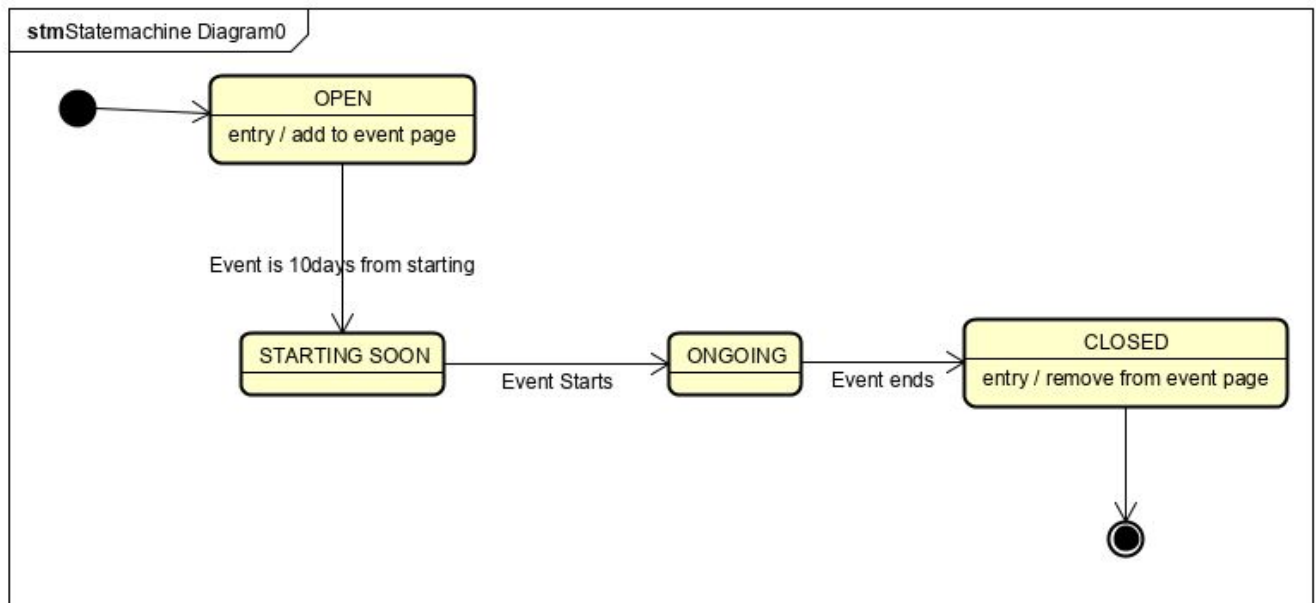 stmStatemachine Diagram0
OPEN
entry / add to event page
Event is 10days from starting
STARTING SOON
Event Starts
ONGOING
Event ends
CLOSED
entry / remove from event page